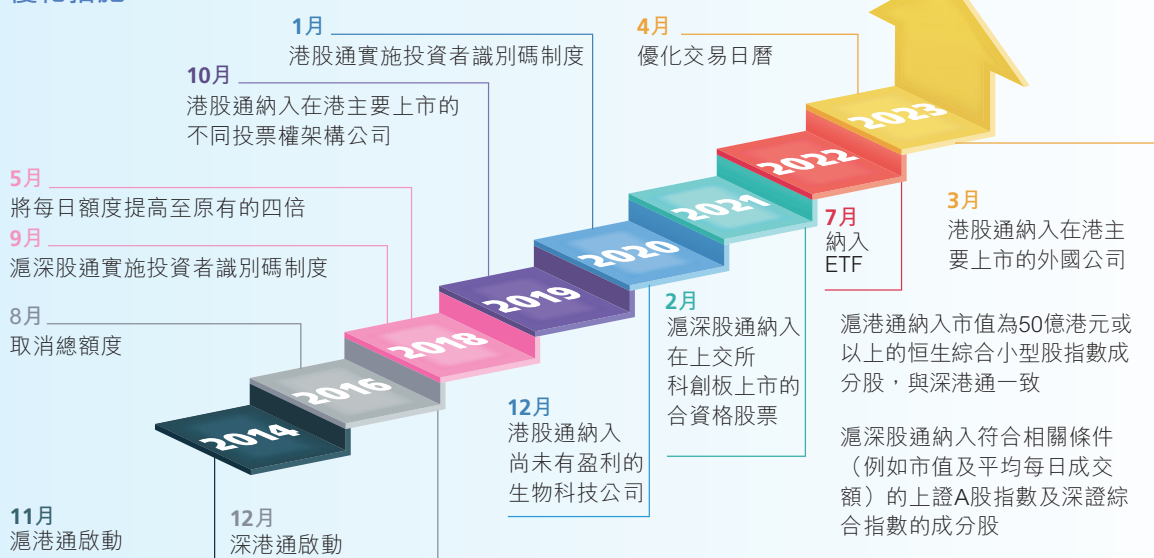 優化措施
1月
港股通實施投資者識別碼制度
4月
優化交易日曆
10月
港股通納入在港主要上市的
不同投票權架構公司
5月
將每日額度提高至原有的四倍
9月
滬深股通實施投資者識別碼制度
8月
取消總額度
2014
2016
2018
2019
2020
2021
2022
2023
11月
滬港通啟動
12月
深港通啟動
12月
港股通納入
尚未有盈利的
生物科技公司
2月
滬深股通納入
在上交所
科創板上市的
合資格股票
7月
納入
ETF
3月
港股通納入在港主
要上市的外國公司
滬港通納入市值為50億港元或
以上的恒生綜合小型股指數成
分股，與深港通一致
滬深股通納入符合相關條件
（例如市值及平均每日成交
額）的上證A股指數及深證綜
合指數的成分股